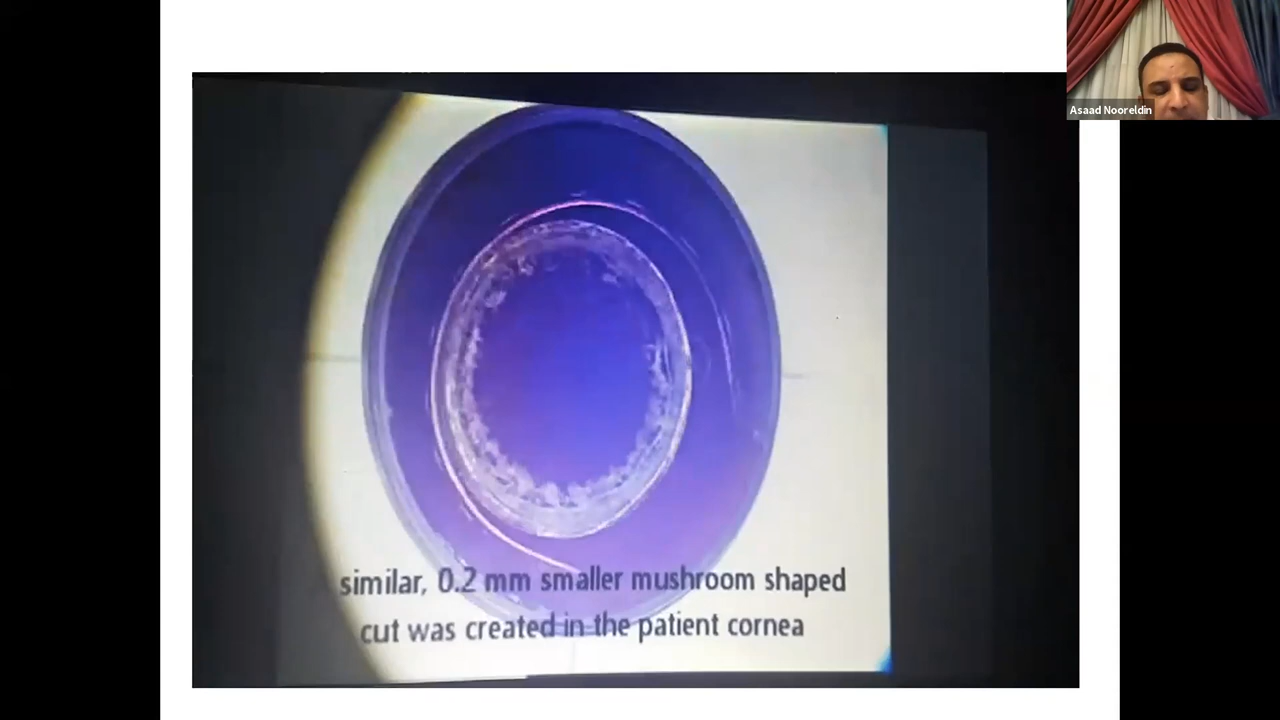 Asaad Nooreldin
similar, 0.2 mm smaller mushroom shaped
cut was created in the patient cornea